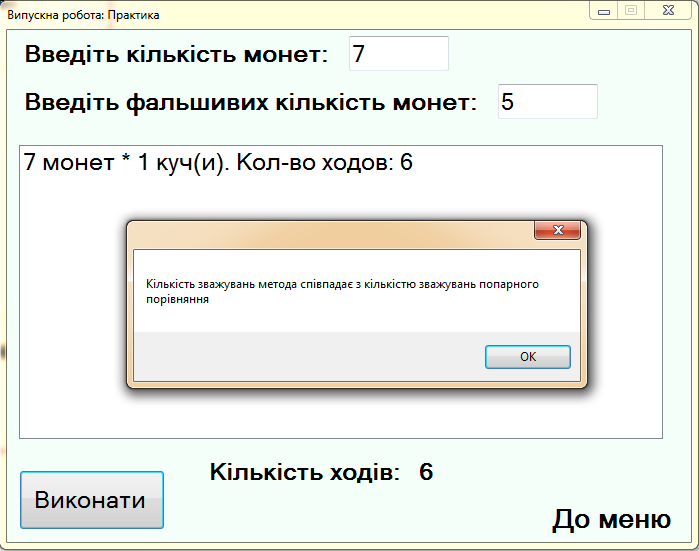 Випускна робота: Практика
Введіть кількість монет: 7
Введіть фальшивих кількість монет: 5
7 монет * 1 куч(и). Кол-во ходов: 6
Кількість зважувань метода співпадає з кількістю зважувань попарного
порівняння
ОК
Кількість ходів: 6
Виконати
До меню